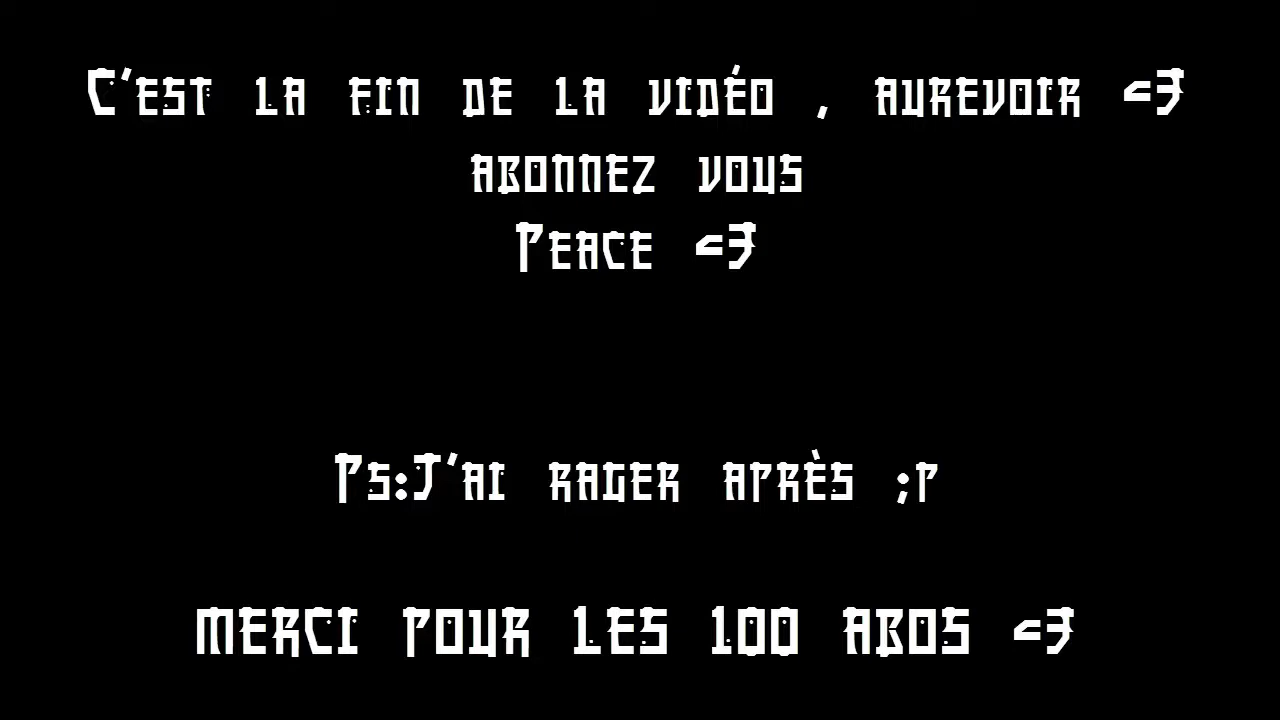 C'est la fin de la vidéo , aurevoir <3
abonnez vous
Peace <3
Ps:J'ai rager après ;p
MERCI POUR LES 100 ABOS <3